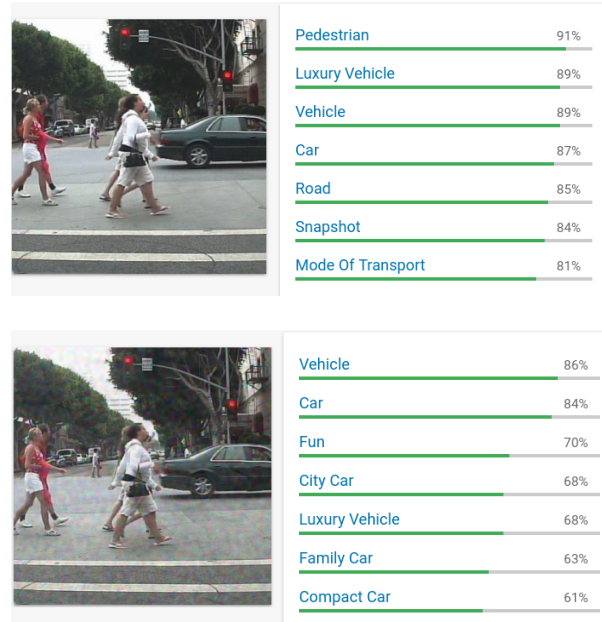 Pedestrian 91%
Luxury Vehicle 89%
Vehicle 89%
Car 87%
Road 85%
Snapshot 84%
Mode Of Transport 81%
Vehicle 86%
Car 84%
Fun 70%
City Car 68%
Luxury Vehicle 68%
Family Car 63%
Compact Car 61%